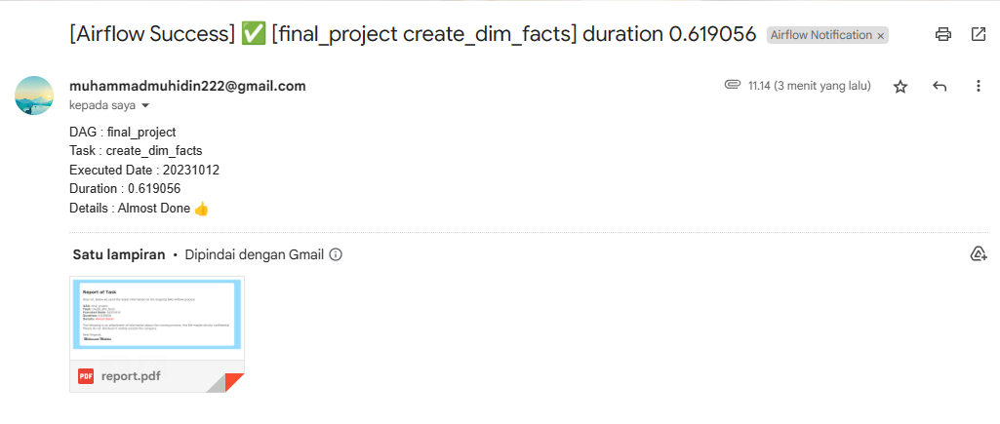 [Airflow Success] ✅ [final_project create_dim_facts] duration 0.619056 Airflow Notification ×
muhammadmuhidin222@gmail.com
11.14 (3 menit yang lalu)
kepada saya
DAG : final_project
Task : create_dim_facts
Executed Date : 20231012
Duration : 0.619056
Details : Almost Done 👍
Satu lampiran • Dipindai dengan Gmail
Report of Task
PDF report.pdf